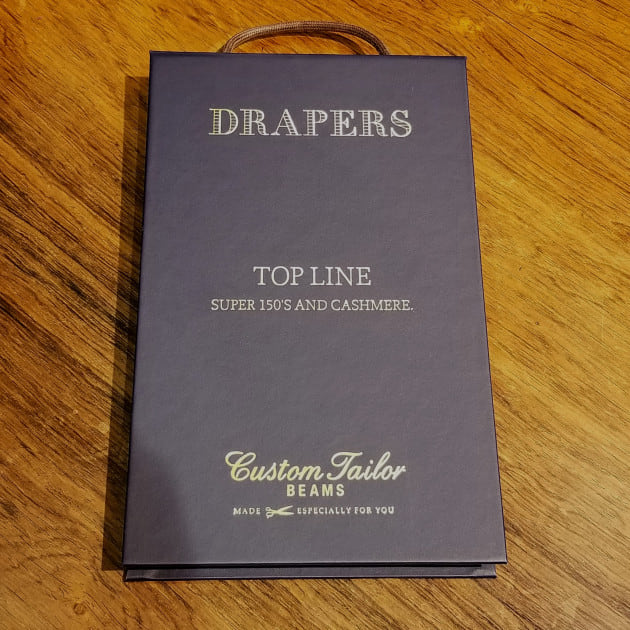 DRAPERS
TOP LINE
SUPER 150'S AND CASHMERE.
Custom Tailor
BEAMS
MADE ESPECIALLY FOR YOU